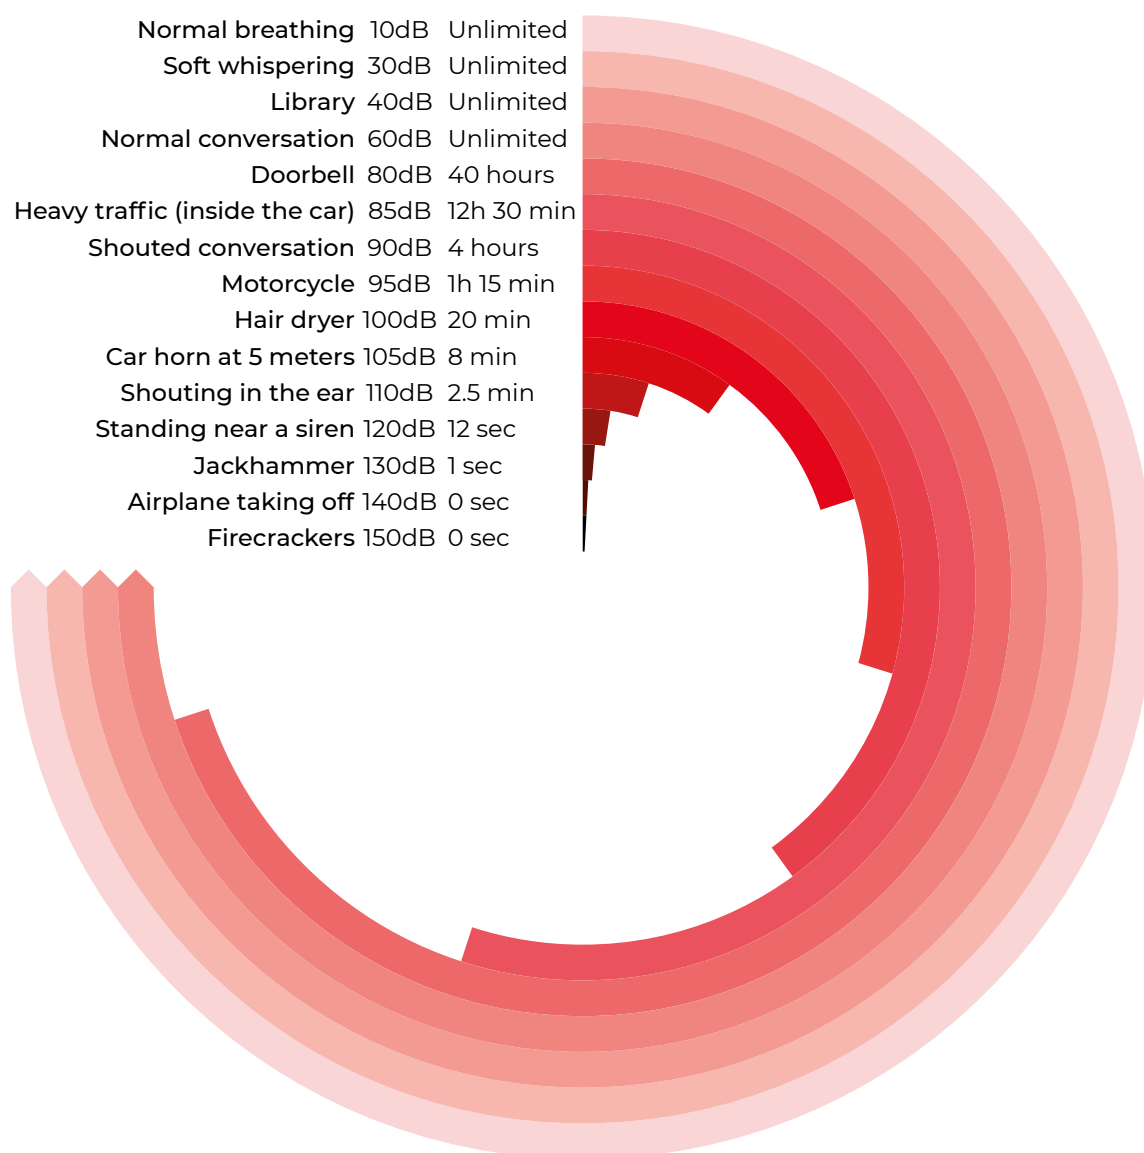 Normal breathing 10dB Unlimited
Soft whispering 30dB Unlimited
Library 40dB Unlimited
Normal conversation 60dB Unlimited
Doorbell 80dB 40 hours
Heavy traffic (inside the car) 85dB 12h 30 min
Shouted conversation 90dB 4 hours
Motorcycle 95dB 1h 15 min
Hair dryer 100dB 20 min
Car horn at 5 meters 105dB 8 min
Shouting in the ear 110dB 2.5 min
Standing near a siren 120dB 12 sec
Jackhammer 130dB 1 sec
Airplane taking off 140dB 0 sec
Firecrackers 150dB 0 sec